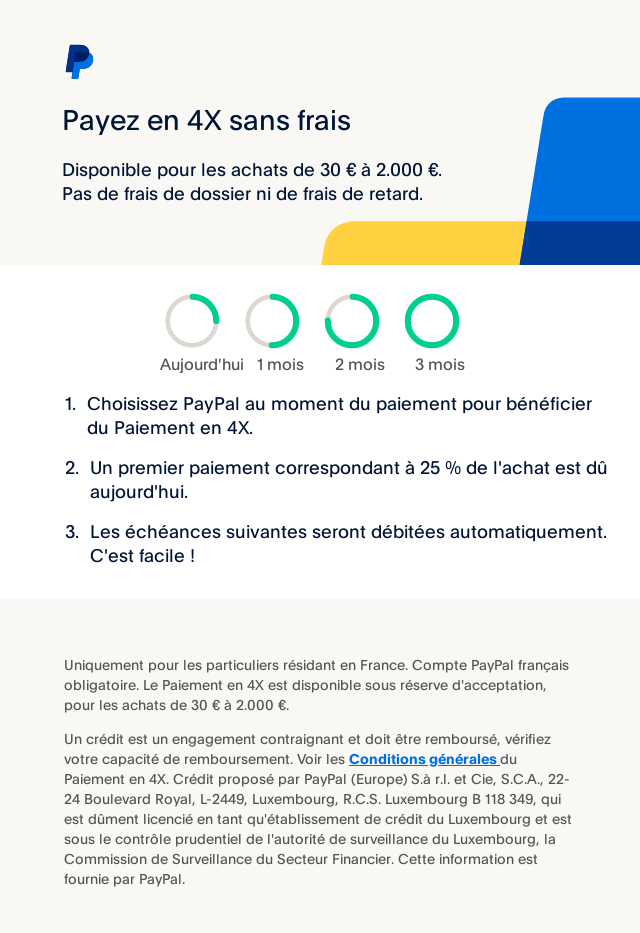 Payez en 4X sans frais
Disponible pour les achats de 30 € à 2.000 €.
Pas de frais de dossier ni de frais de retard.
Aujourd'hui 1 mois 2 mois 3 mois
1. Choisissez PayPal au moment du paiement pour bénéficier
du Paiement en 4X.
2. Un premier paiement correspondant à 25 % de l'achat est dû
aujourd'hui.
3. Les échéances suivantes seront débitées automatiquement.
C'est facile !
Uniquement pour les particuliers résidant en France. Compte PayPal français
obligatoire. Le Paiement en 4X est disponible sous réserve d'acceptation,
pour les achats de 30 € à 2.000 €.
Un crédit est un engagement contraignant et doit être remboursé, vérifiez
votre capacité de remboursement. Voir les Conditions générales du
Paiement en 4X. Crédit proposé par PayPal (Europe) S.à r.l. et Cie, S.C.A., 22-
24 Boulevard Royal, L-2449, Luxembourg, R.C.S. Luxembourg B 118 349, qui
est dûment licencié en tant qu'établissement de crédit du Luxembourg et est
sous le contrôle prudentiel de l'autorité de surveillance du Luxembourg, la
Commission de Surveillance du Secteur Financier. Cette information est
fournie par PayPal.